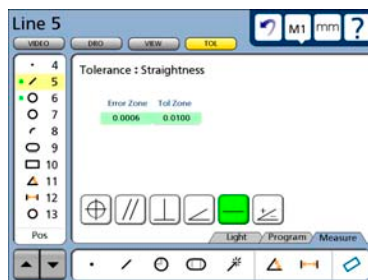 Line 5
M1 mm ?
VIDEO DRO VIEW TOL
4
5
6
7
8
9
10
11
12
13
Pos
Tolerance : Straightness
Error Zone Tol Zone
0.0006 0.0100
Light Program Measure